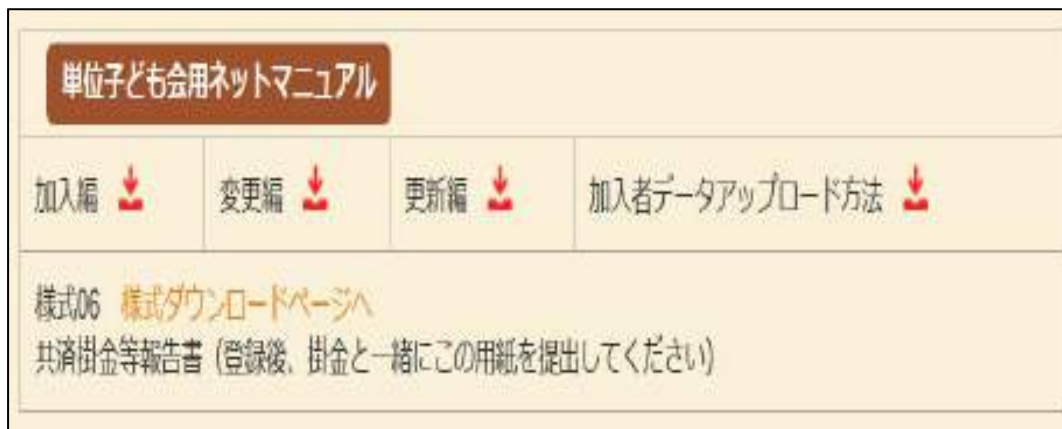 単位子ども会用ネットマニュアル
加入編 変更編 更新編 加入者データアップロード方法
様式06 様式ダウンロードページへ
共済掛金等報告書（登録後、掛金と一緒にこの用紙を提出してください）